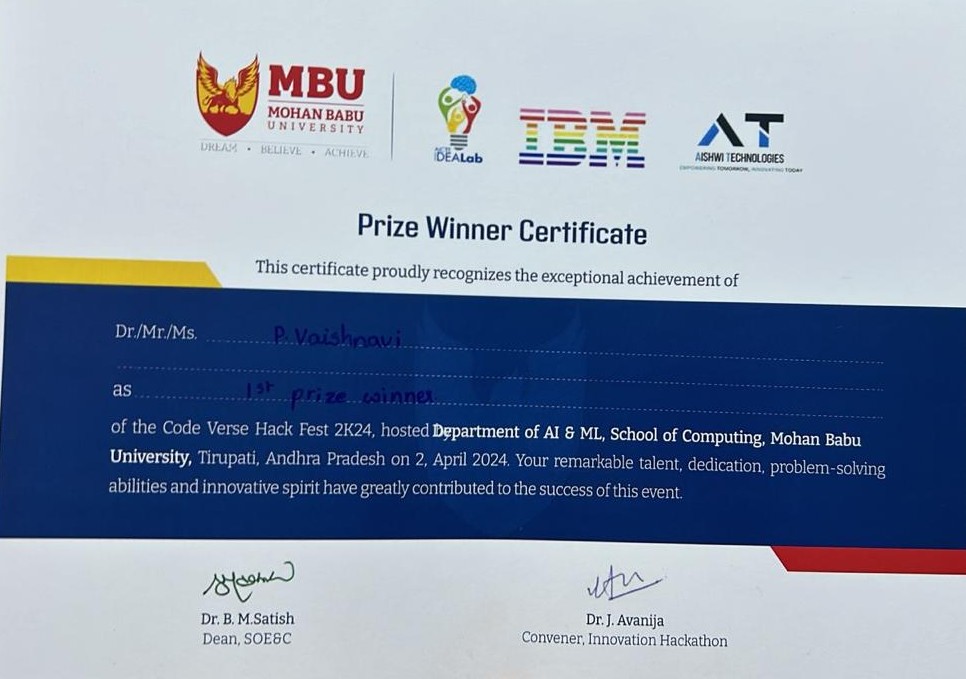 MBU
MOHAN BABU
UNIVERSITY
DREAM • BELIEVE • ACHIEVE
AICTE
IDEALab
IBM
AT
AISHWI TECHNOLOGIES
EMPOWERING TOMORROW, INNOVATING TODAY
Prize Winner Certificate
This certificate proudly recognizes the exceptional achievement of
Dr./Mr./Ms. P. Vaishnavi
as 1st prize winner
of the Code Verse Hack Fest 2K24, hosted Department of AI & ML, School of Computing, Mohan Babu
University, Tirupati, Andhra Pradesh on 2, April 2024. Your remarkable talent, dedication, problem-solving
abilities and innovative spirit have greatly contributed to the success of this event.
Dr. B. M.Satish
Dean, SOE&C
Dr. J. Avanija
Convener, Innovation Hackathon